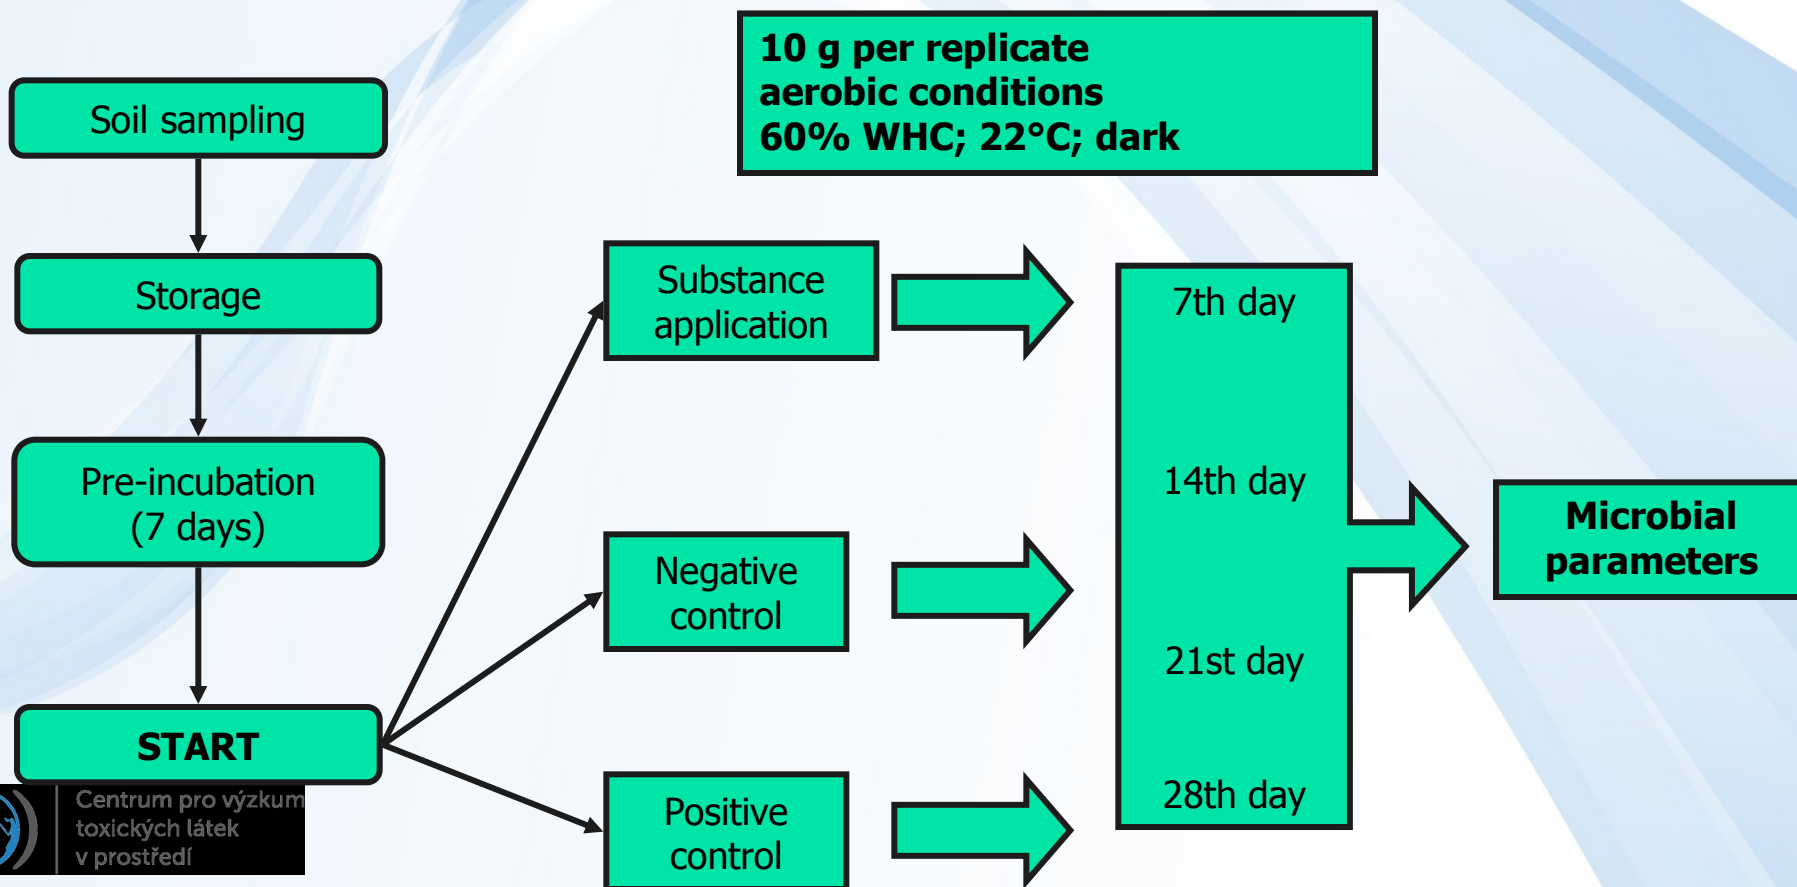 10 g per replicate
aerobic conditions
60% WHC; 22°C; dark
Soil sampling
Storage
Pre-incubation
(7 days)
START
Substance
application
Negative
control
Positive
control
7th day
14th day
21st day
28th day
Microbial
parameters
Centrum pro výzkum
toxických látek
v prostředí